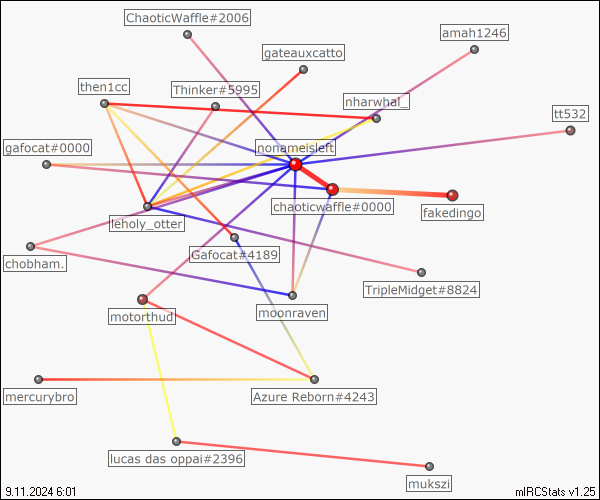 ChaoticWaffle#2006
amah1246
gateauxcatto
then1cc
Thinker#5995
nharwhal_
tt532
gafocat#0000
nonameisleft
chaoticwaffle#0000
fakedingo
leholy_otter
Gafocat#4189
chobham.
TripleMidget#8824
moonraven
motorthud
mercurybro
Azure Reborn#4243
lucas das oppai#2396
mukszi
9.11.2024 6:01
mIRCStats v1.25